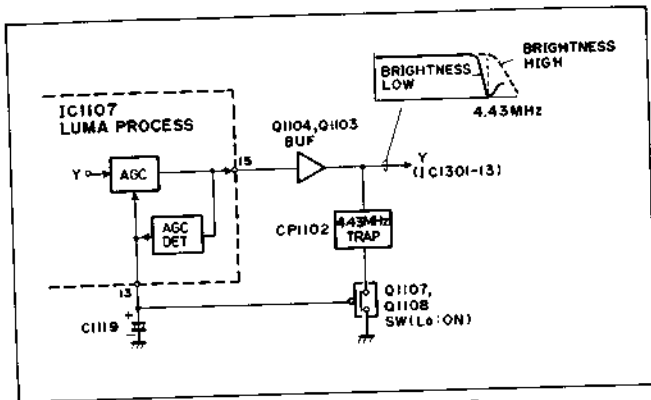 BRIGHTNESS
HIGH
BRIGHTNESS
LOW
4.43MHz
IC1107
LUMA PROCESS
Q1104,Q1103
BUF
15
Y
AGC
Y
(IC1301-13)
AGC
DET
CP1102
4.43MHz
TRAP
13
Q1107,
Q1108
SW(Lo:ON)
C1119
+
-